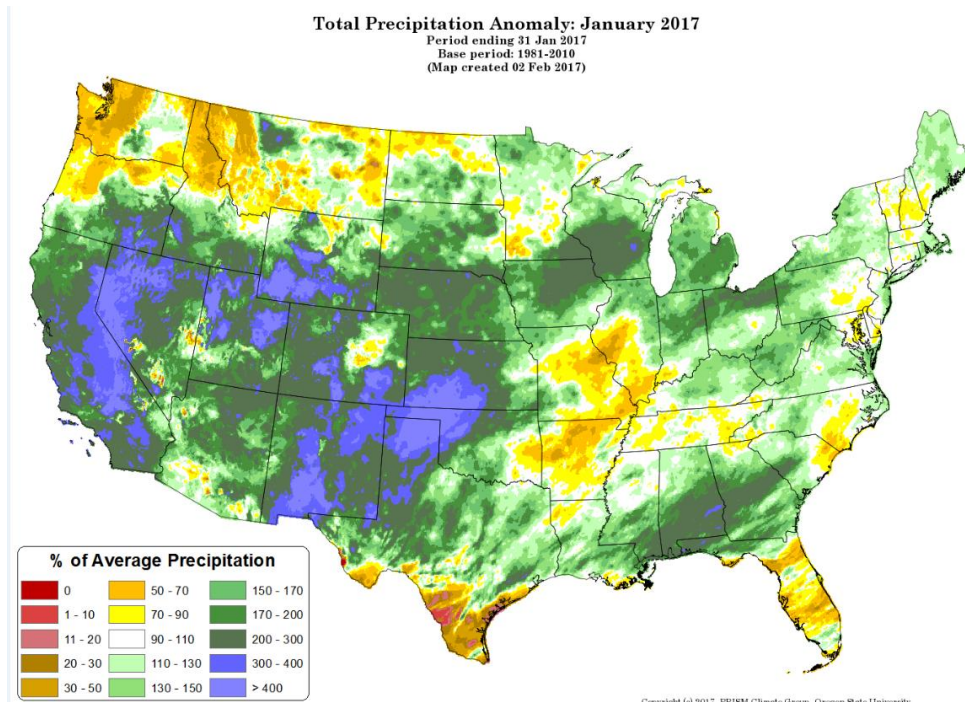 Total Precipitation Anomaly: January 2017
Period ending 31 Jan 2017
Base period: 1981-2010
(Map created 02 Feb 2017)
% of Average Precipitation
0
1 - 10
11 - 20
20 - 30
30 - 50
50 - 70
70 - 90
90 - 110
110 - 130
130 - 150
150 - 170
170 - 200
200 - 300
300 - 400
> 400
Copyright (c) 2017, PRISM Climate Group, Oregon State University